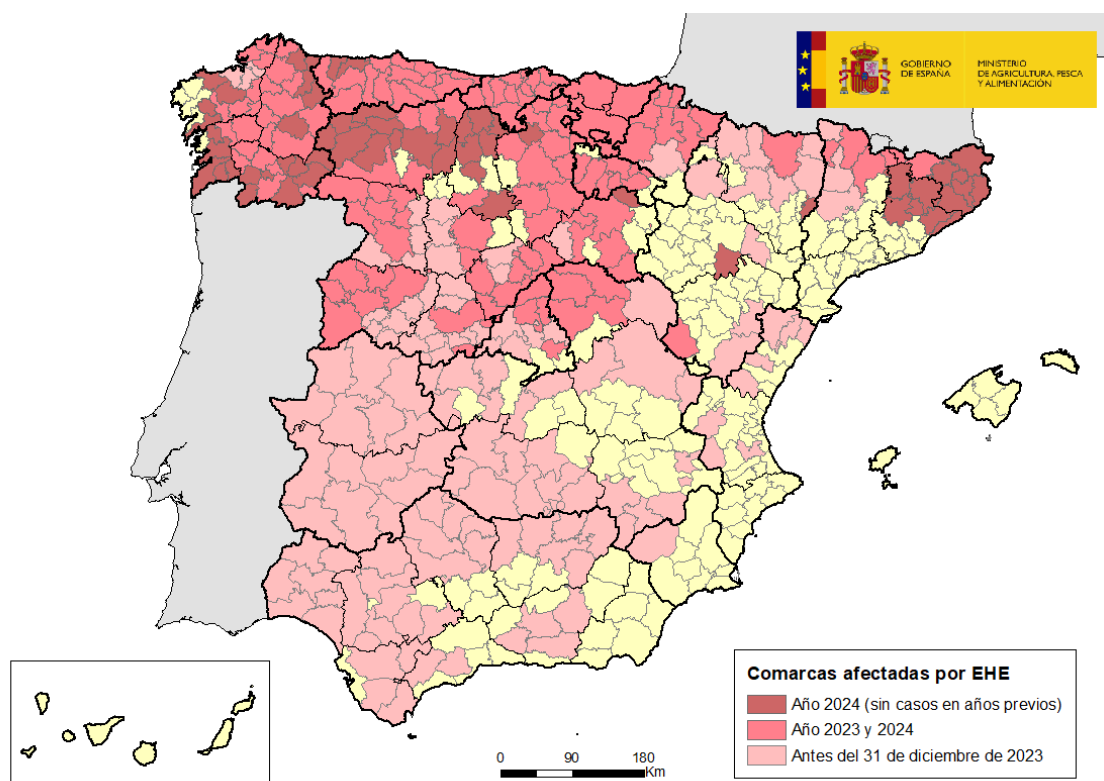 GOBIERNO
DE ESPAÑA
MINISTERIO
DE AGRICULTURA, PESCA
Y ALIMENTACIÓN
Comarcas afectadas por EHE
Año 2024 (sin casos en años previos)
Año 2023 y 2024
Antes del 31 de diciembre de 2023
0 90 180
Km